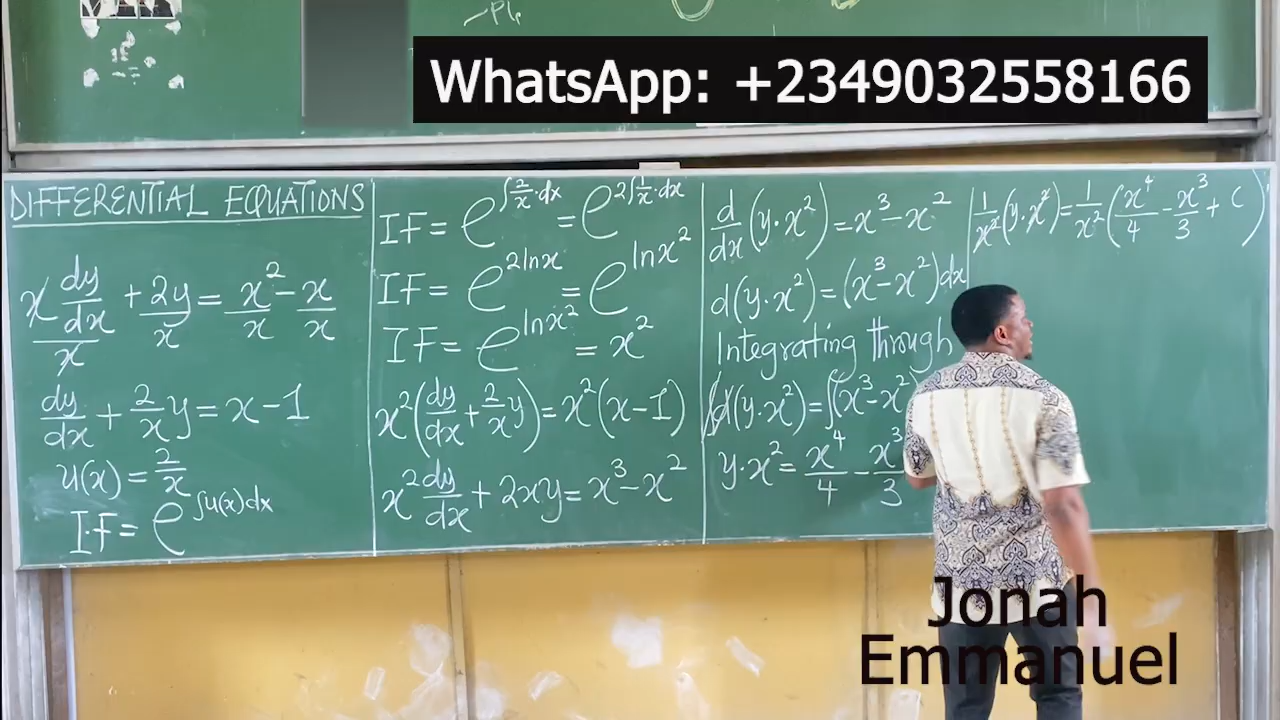 WhatsApp: +2349032558166
DIFFERENTIAL EQUATIONS
x dy/dx / x + 2y/x = x²/x - x/x
dy/dx + 2/x y = x - 1
u(x) = 2/x
I.F = e^∫u(x)dx
I.F = e^∫2/x·dx = e^2∫1/x·dx
I.F = e^2lnx = e^lnx²
I.F = e^lnx² = x²
x²(dy/dx + 2/x y) = x²(x-1)
x² dy/dx + 2xy = x³ - x²
d/dx (y·x²) = x³ - x²
d(y·x²) = (x³ - x²)dx
Integrating through
∫d(y·x²) = ∫(x³ - x²
y·x² = x⁴/4 - x³/3
1/x² (y·x²) = 1/x² (x⁴/4 - x³/3 + C)
Jonah
Emmanuel